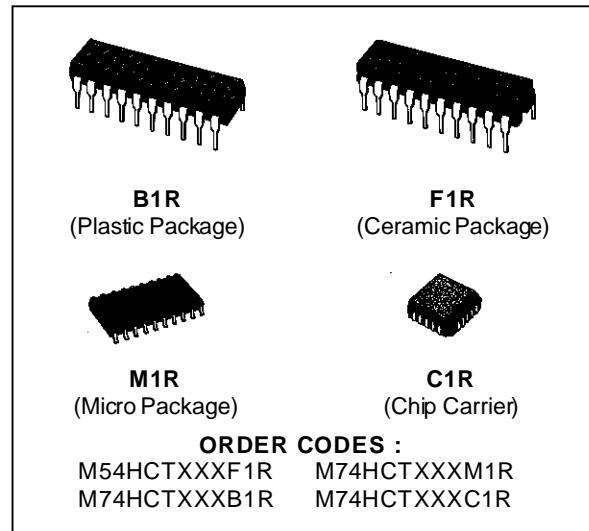 B1R
(Plastic Package)
F1R
(Ceramic Package)
M1R
(Micro Package)
C1R
(Chip Carrier)
ORDER CODES :
M54HCTXXXF1R M74HCTXXXM1R
M74HCTXXXB1R M74HCTXXXC1R